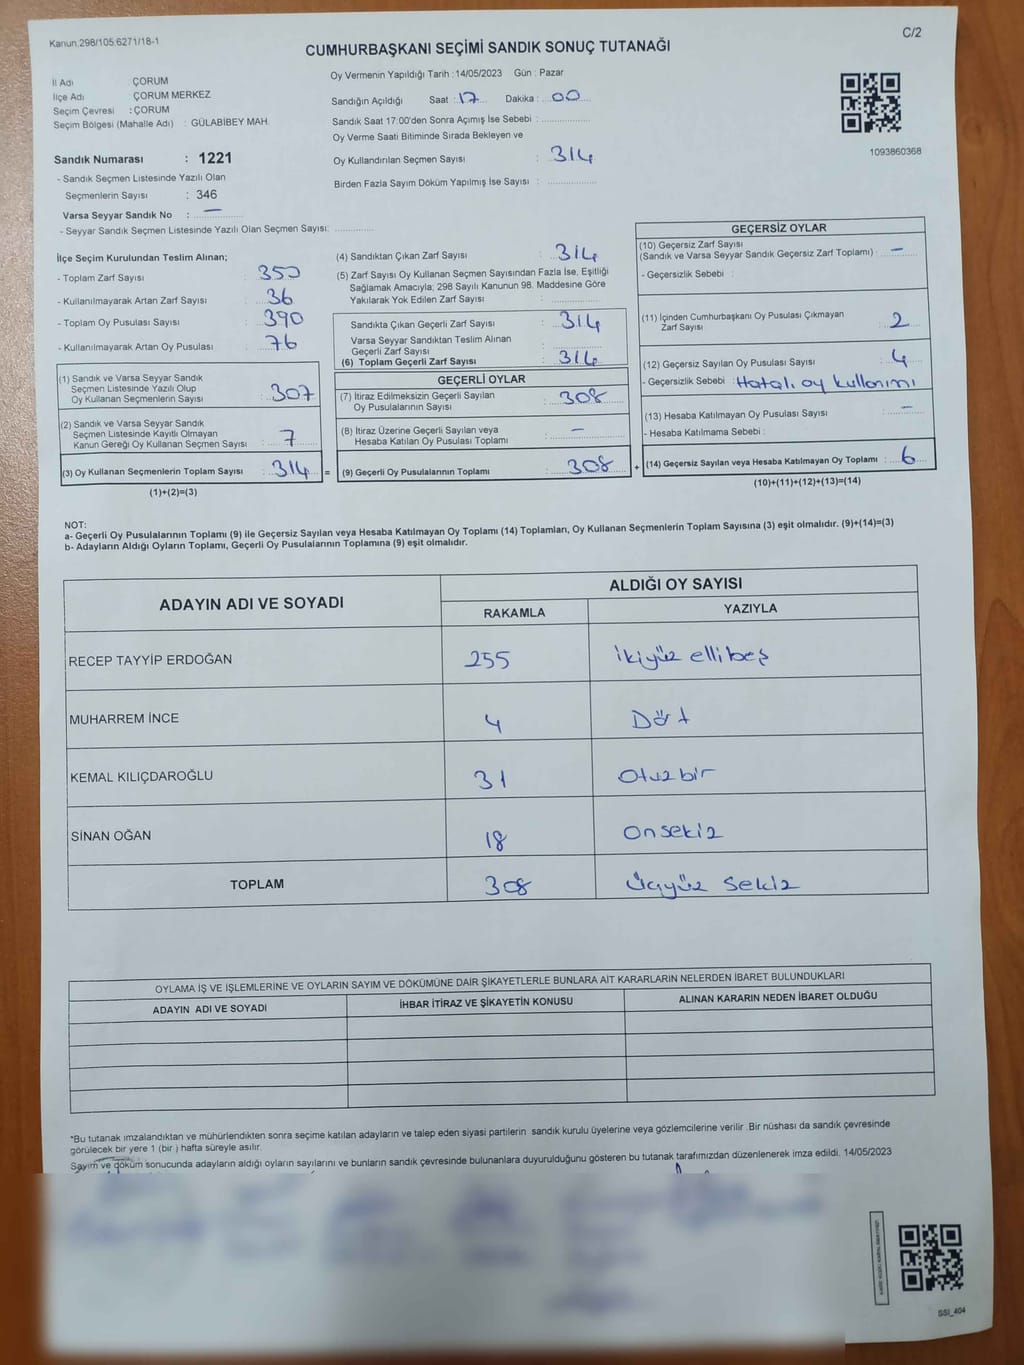 Kanun.298/105,6271/18-1
C/2
CUMHURBAŞKANI SEÇİMİ SANDIK SONUÇ TUTANAĞI
İl Adı : ÇORUM
İlçe Adı : ÇORUM MERKEZ
Seçim Çevresi : ÇORUM
Seçim Bölgesi (Mahalle Adı) : GÜLABİBEY MAH.
Sandık Numarası : 1221
- Sandık Seçmen Listesinde Yazılı Olan
Seçmenlerin Sayısı : 346
Varsa Seyyar Sandık No : —
- Seyyar Sandık Seçmen Listesinde Yazılı Olan Seçmen Sayısı:
Oy Vermenin Yapıldığı Tarih : 14/05/2023 Gün : Pazar
Sandığın Açıldığı Saat : 17 Dakika : 00
Sandık Saat 17:00'den Sonra Açımış İse Sebebi :
Oy Verme Saati Bitiminde Sırada Bekleyen ve
Oy Kullandırılan Seçmen Sayısı : 314
Birden Fazla Sayım Döküm Yapılmış İse Sayısı :
1093860368
İlçe Seçim Kurulundan Teslim Alınan;
- Toplam Zarf Sayısı : 350
- Kullanılmayarak Artan Zarf Sayısı : 36
- Toplam Oy Pusulası Sayısı : 390
- Kullanılmayarak Artan Oy Pusulası : 76
(1) Sandık ve Varsa Seyyar Sandık
Seçmen Listesinde Yazılı Olup
Oy Kullanan Seçmenlerin Sayısı : 307
(2) Sandık ve Varsa Seyyar Sandık
Seçmen Listesinde Kayıtlı Olmayan
Kanun Gereği Oy Kullanan Seçmen Sayısı : 7
(3) Oy Kullanan Seçmenlerin Toplam Sayısı : 314
(1)+(2)=(3)
(4) Sandıktan Çıkan Zarf Sayısı : 314
(5) Zarf Sayısı Oy Kullanan Seçmen Sayısından Fazla İse, Eşitliği
Sağlamak Amacıyla; 298 Sayılı Kanunun 98. Maddesine Göre
Yakılarak Yok Edilen Zarf Sayısı :
Sandıkta Çıkan Geçerli Zarf Sayısı : 314
Varsa Seyyar Sandıktan Teslim Alınan
Geçerli Zarf Sayısı :
(6) Toplam Geçerli Zarf Sayısı : 314
GEÇERLİ OYLAR
(7) İtiraz Edilmeksizin Geçerli Sayılan
Oy Pusulalarının Sayısı : 308
(8) İtiraz Üzerine Geçerli Sayılan veya
Hesaba Katılan Oy Pusulası Toplamı : —
= (9) Geçerli Oy Pusulalarının Toplamı : 308
GEÇERSİZ OYLAR
(10) Geçersiz Zarf Sayısı
(Sandık ve Varsa Seyyar Sandık Geçersiz Zarf Toplamı) : —
- Geçersizlik Sebebi :
(11) İçinden Cumhurbaşkanı Oy Pusulası Çıkmayan
Zarf Sayısı : 2
(12) Geçersiz Sayılan Oy Pusulası Sayısı : 4
- Geçersizlik Sebebi : Hatalı oy kullanımı
(13) Hesaba Katılmayan Oy Pusulası Sayısı : —
- Hesaba Katılmama Sebebi :
+ (14) Geçersiz Sayılan veya Hesaba Katılmayan Oy Toplamı : 6
(10)+(11)+(12)+(13)=(14)
NOT:
a- Geçerli Oy Pusulalarının Toplamı (9) ile Geçersiz Sayılan veya Hesaba Katılmayan Oy Toplamı (14) Toplamları, Oy Kullanan Seçmenlerin Toplam Sayısına (3) eşit olmalıdır. (9)+(14)=(3)
b- Adayların Aldığı Oyların Toplamı, Geçerli Oy Pusulalarının Toplamına (9) eşit olmalıdır.
ADAYIN ADI VE SOYADI
ALDIĞI OY SAYISI
RAKAMLA YAZIYLA
RECEP TAYYİP ERDOĞAN 255 ikiyüz ellibeş
MUHARREM İNCE 4 Dört
KEMAL KILIÇDAROĞLU 31 Otuzbir
SİNAN OĞAN 18 Onsekiz
TOPLAM 308 Üçyüz Sekiz
OYLAMA İŞ VE İŞLEMLERİNE VE OYLARIN SAYIM VE DÖKÜMÜNE DAİR ŞİKAYETLERLE BUNLARA AİT KARARLARIN NELERDEN İBARET BULUNDUKLARI
ADAYIN ADI VE SOYADI İHBAR İTİRAZ VE ŞİKAYETİN KONUSU ALINAN KARARIN NEDEN İBARET OLDUĞU
*Bu tutanak imzalandıktan ve mühürlendikten sonra seçime katılan adayların ve talep eden siyasi partilerin sandık kurulu üyelerine veya gözlemcilerine verilir .Bir nüshası da sandık çevresinde
görülecek bir yere 1 (bir ) hafta süreyle asılır.
Sayım ve döküm sonucunda adayların aldığı oyların sayılarını ve bunların sandık çevresinde bulunanlara duyurulduğunu gösteren bu tutanak tarafımızdan düzenlenerek imza edildi. 14/05/2023
SSI_404